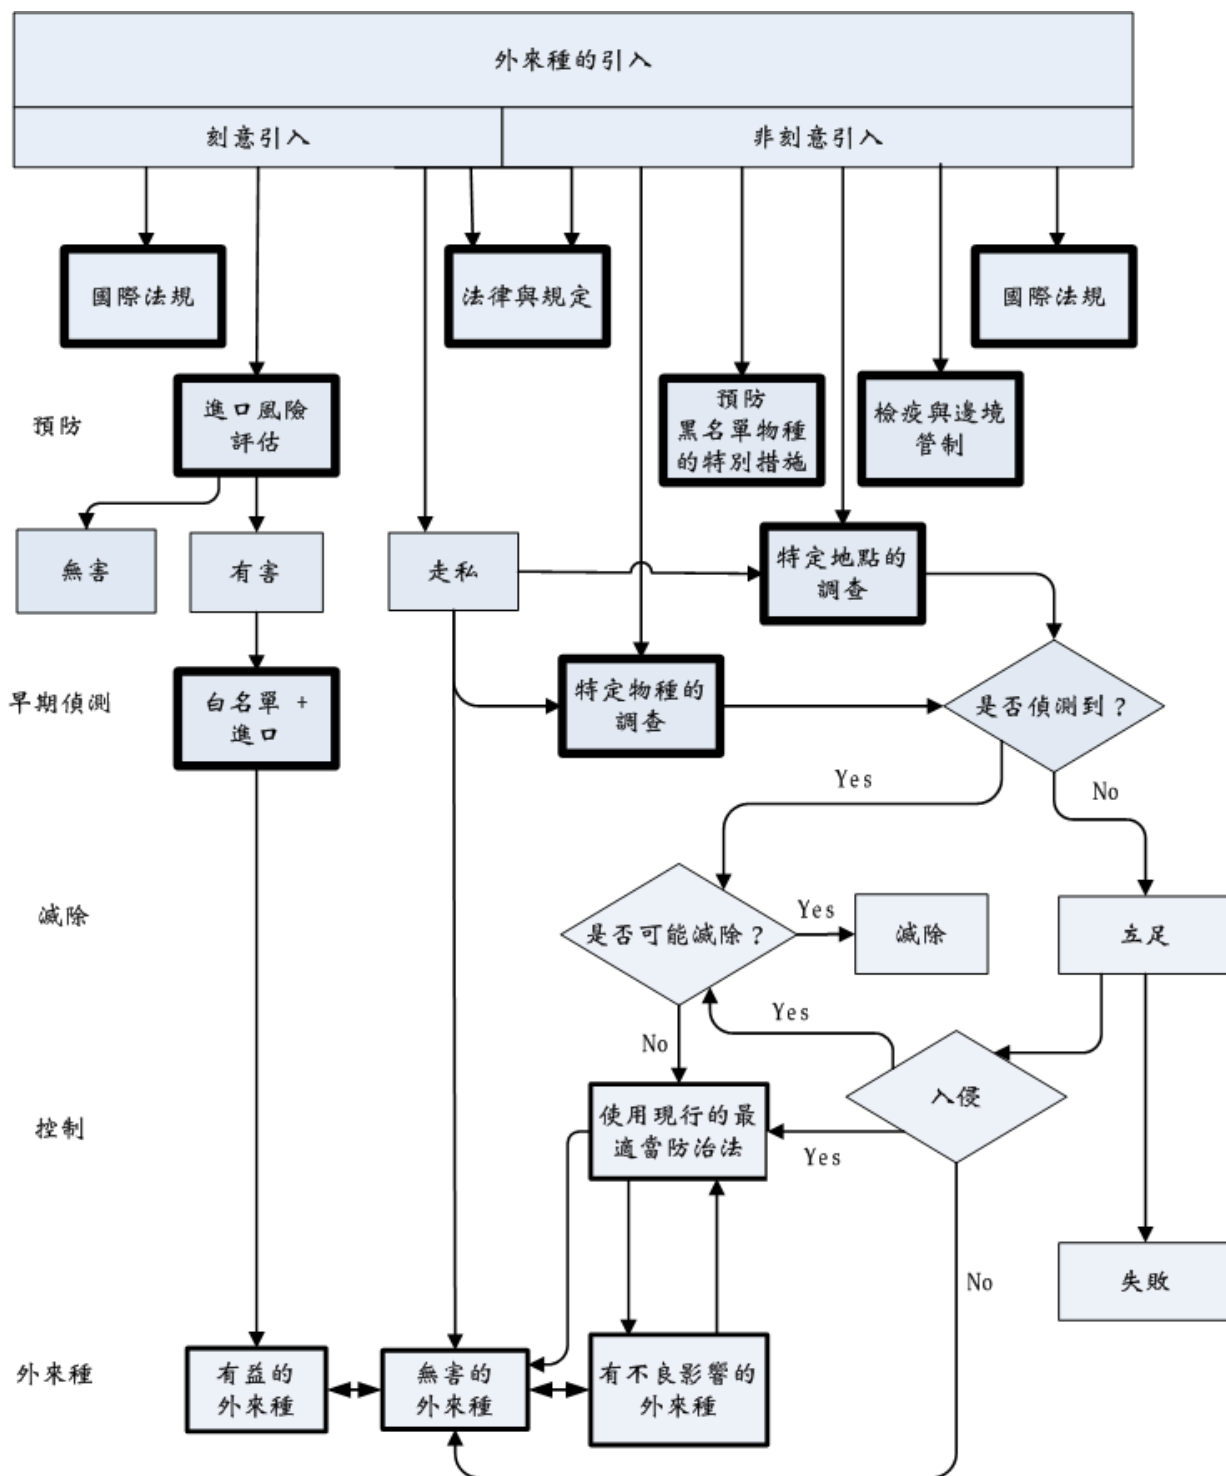 外來種的引入
刻意引入
非刻意引入
國際法規
法律與規定
國際法規
預防
進口風險
評估
預防
黑名單物種
的特別措施
檢疫與邊境
管制
無害
有害
走私
特定地點的
調查
早期偵測
白名單 +
進口
特定物種的
調查
是否偵測到？
Yes
No
滅除
是否可能滅除？
Yes
滅除
立足
Yes
No
入侵
控制
使用現行的最
適當防治法
Yes
No
失敗
外來種
有益的
外來種
無害的
外來種
有不良影響的
外來種